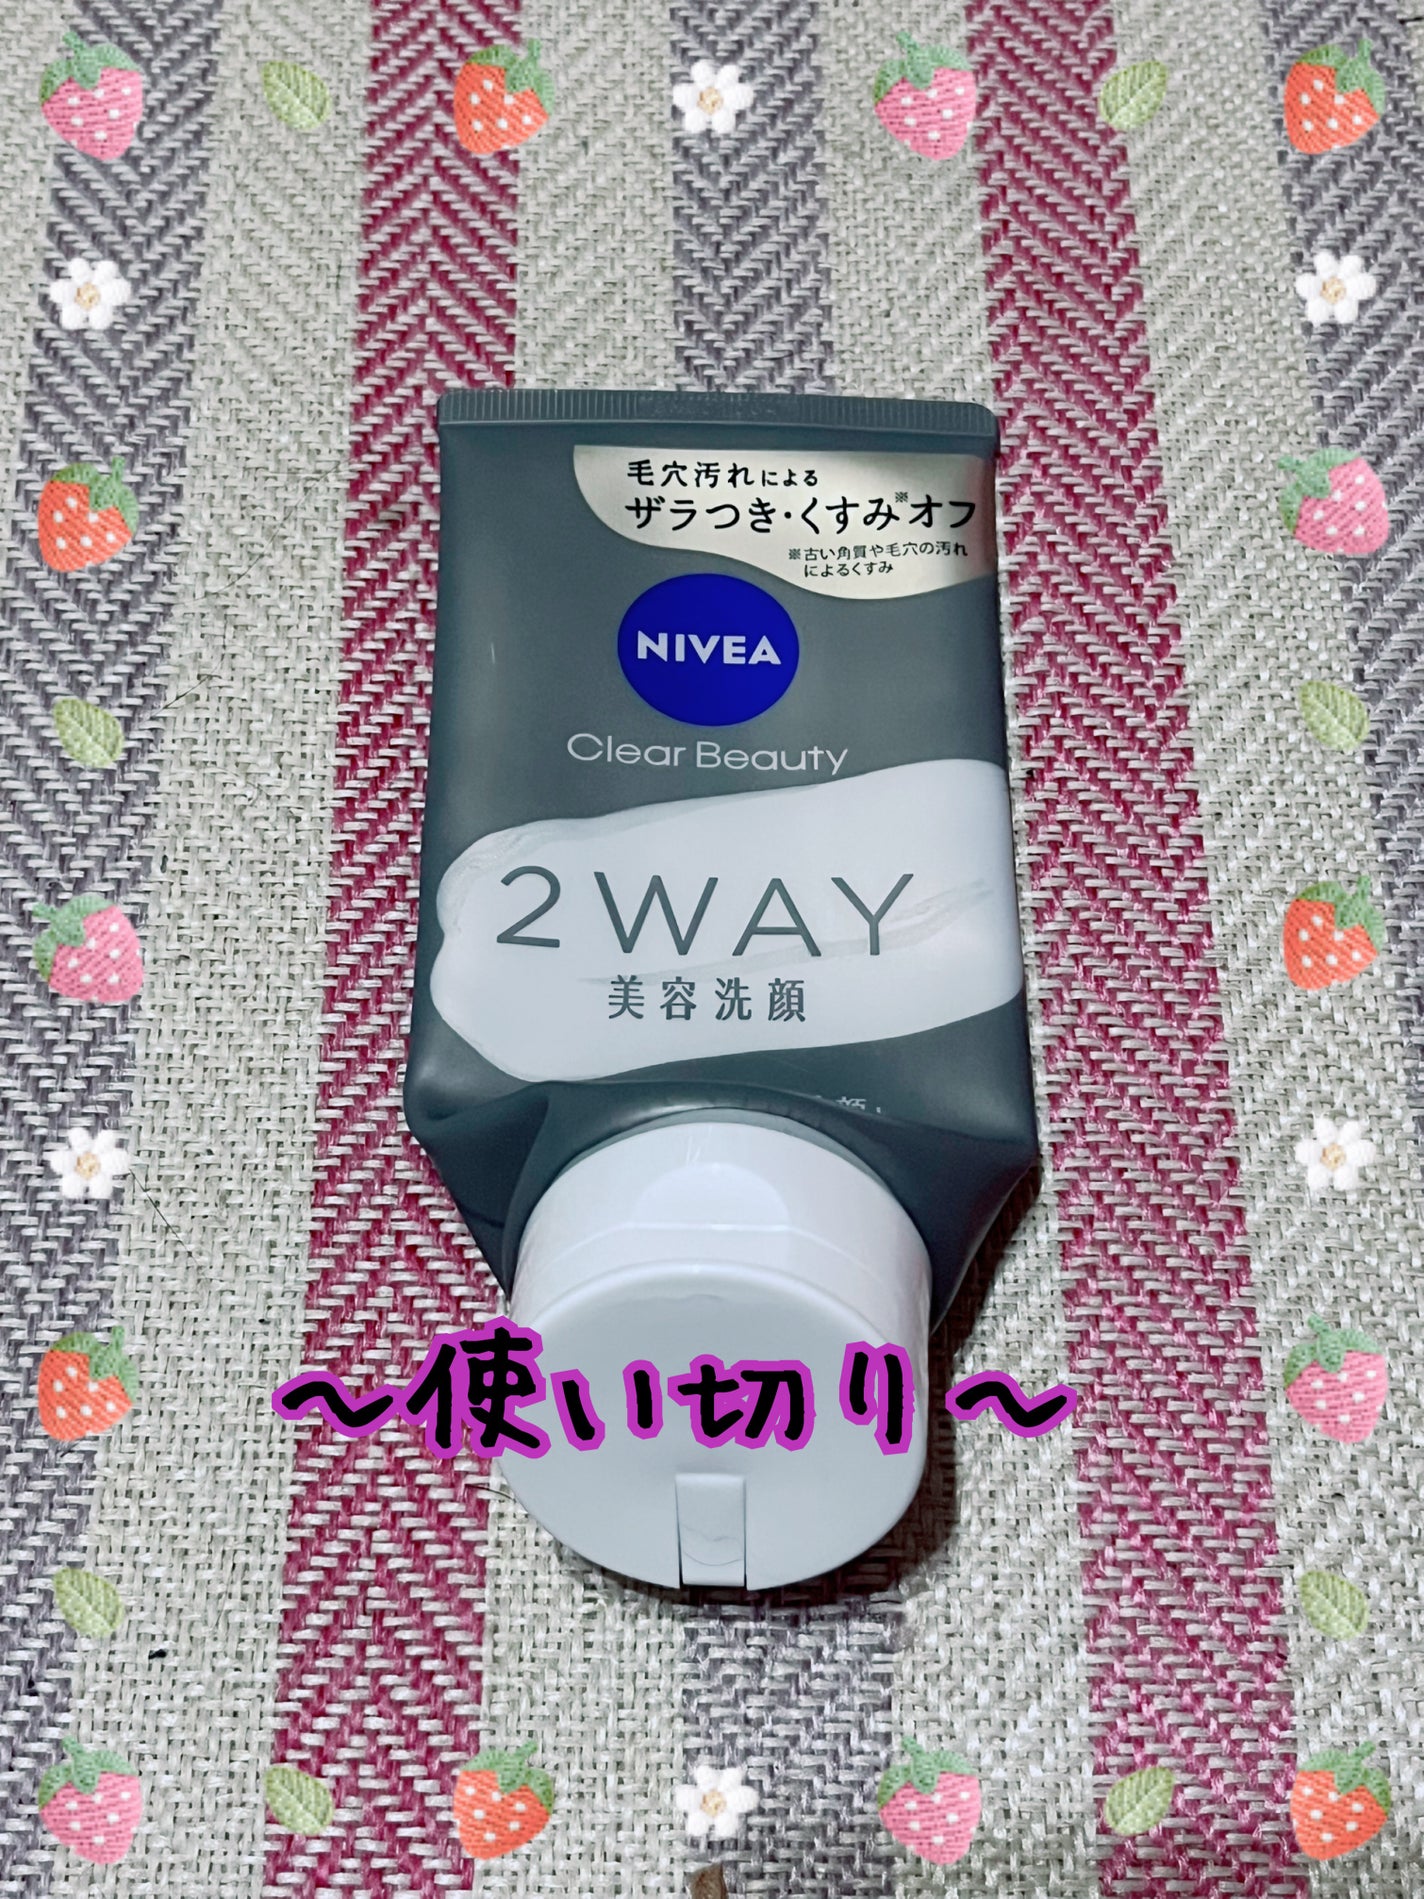 毛穴汚れによる
ザラつき・くすみ※オフ
※古い角質や毛穴の汚れ
によるくすみ
NIVEA
Clear Beauty
2WAY
美容洗顔
～使い切り～